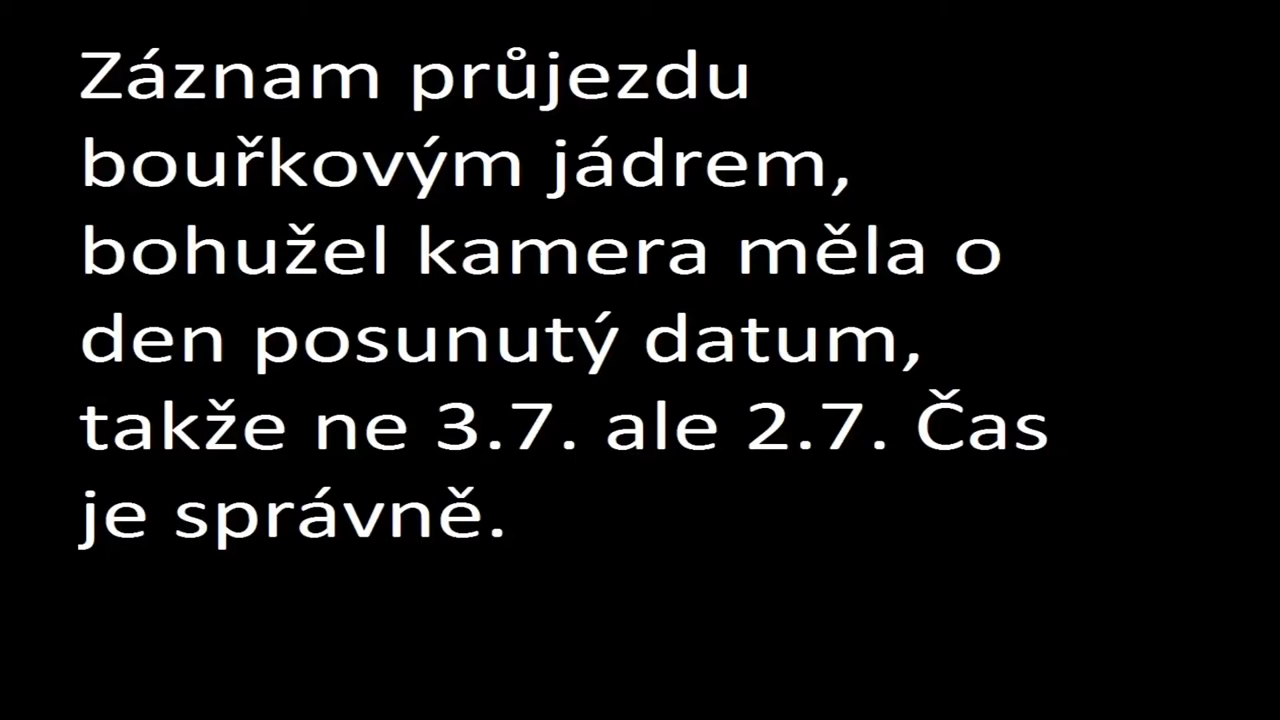 Záznam průjezdu
bouřkovým jádrem,
bohužel kamera měla o
den posunutý datum,
takže ne 3.7. ale 2.7. Čas
je správně.